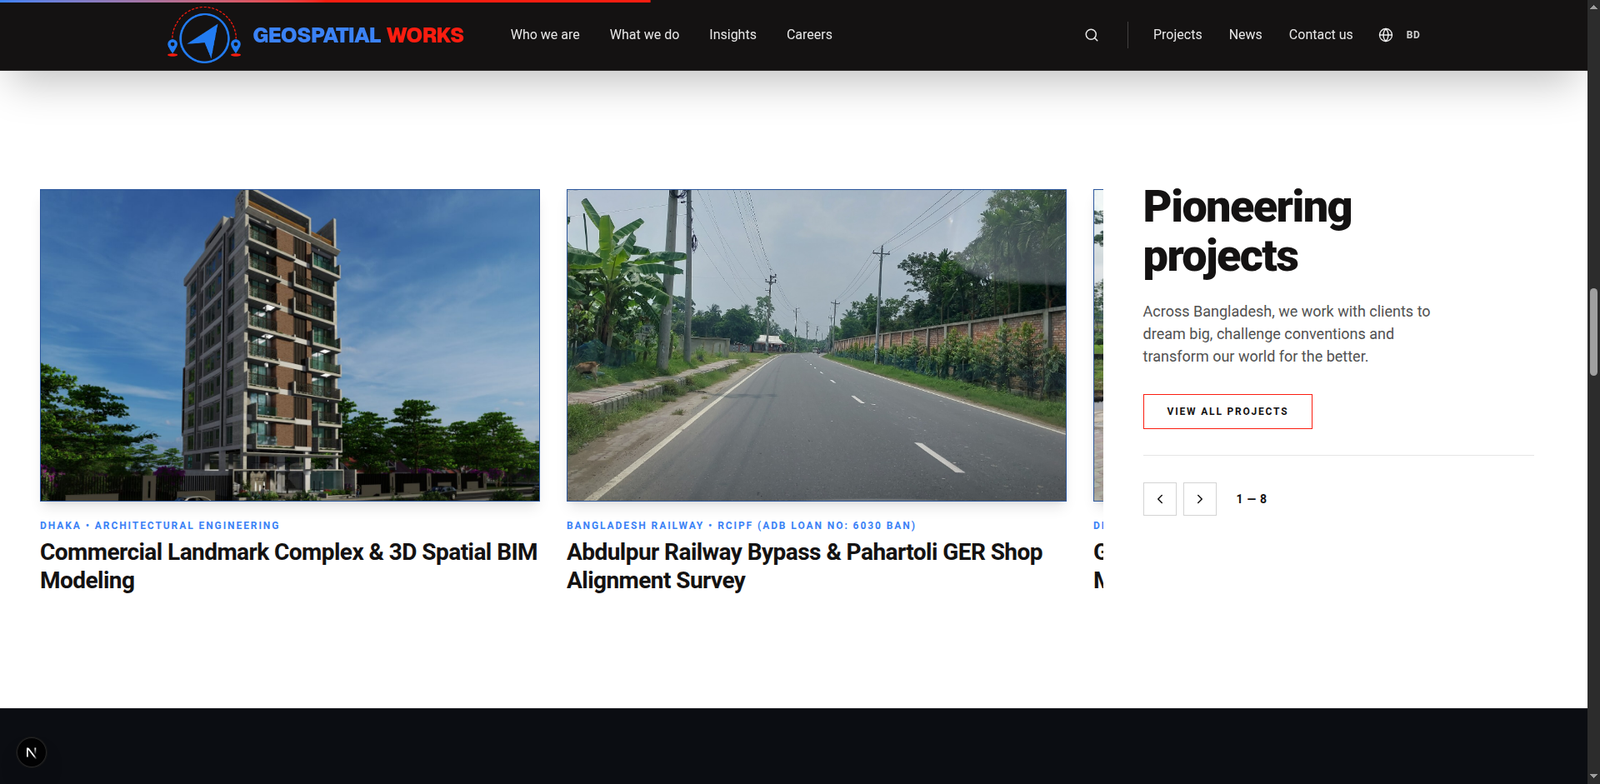 GEOSPATIAL WORKS
Who we are
What we do
Insights
Careers
Projects
News
Contact us
BD
DHAKA • ARCHITECTURAL ENGINEERING
Commercial Landmark Complex & 3D Spatial BIM
Modeling
BANGLADESH RAILWAY • RCIPF (ADB LOAN NO: 6030 BAN)
Abdulpur Railway Bypass & Pahartoli GER Shop
Alignment Survey
Pioneering
projects
Across Bangladesh, we work with clients to
dream big, challenge conventions and
transform our world for the better.
VIEW ALL PROJECTS
1 — 8
N